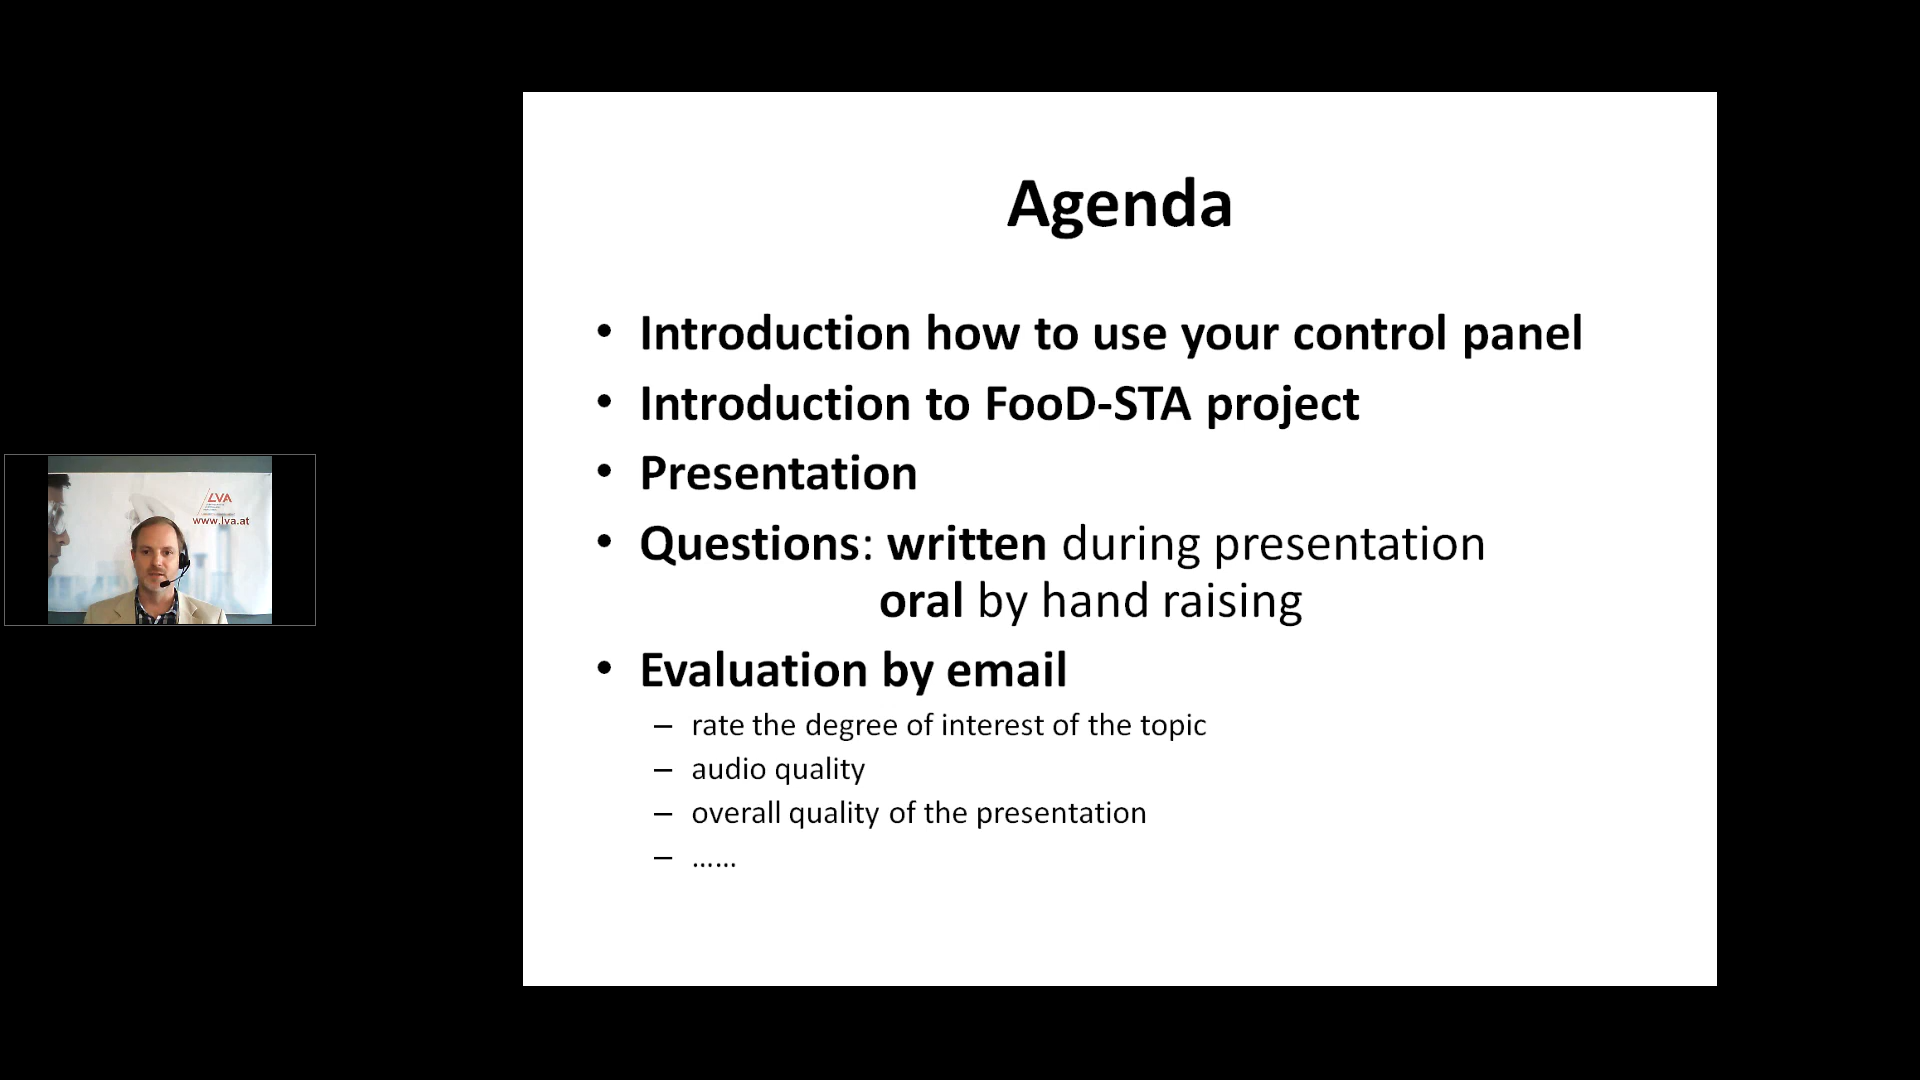 LVA
www.lva.at
Agenda
• Introduction how to use your control panel
• Introduction to FooD-STA project
• Presentation
• Questions: written during presentation
oral by hand raising
• Evaluation by email
– rate the degree of interest of the topic
– audio quality
– overall quality of the presentation
– ......